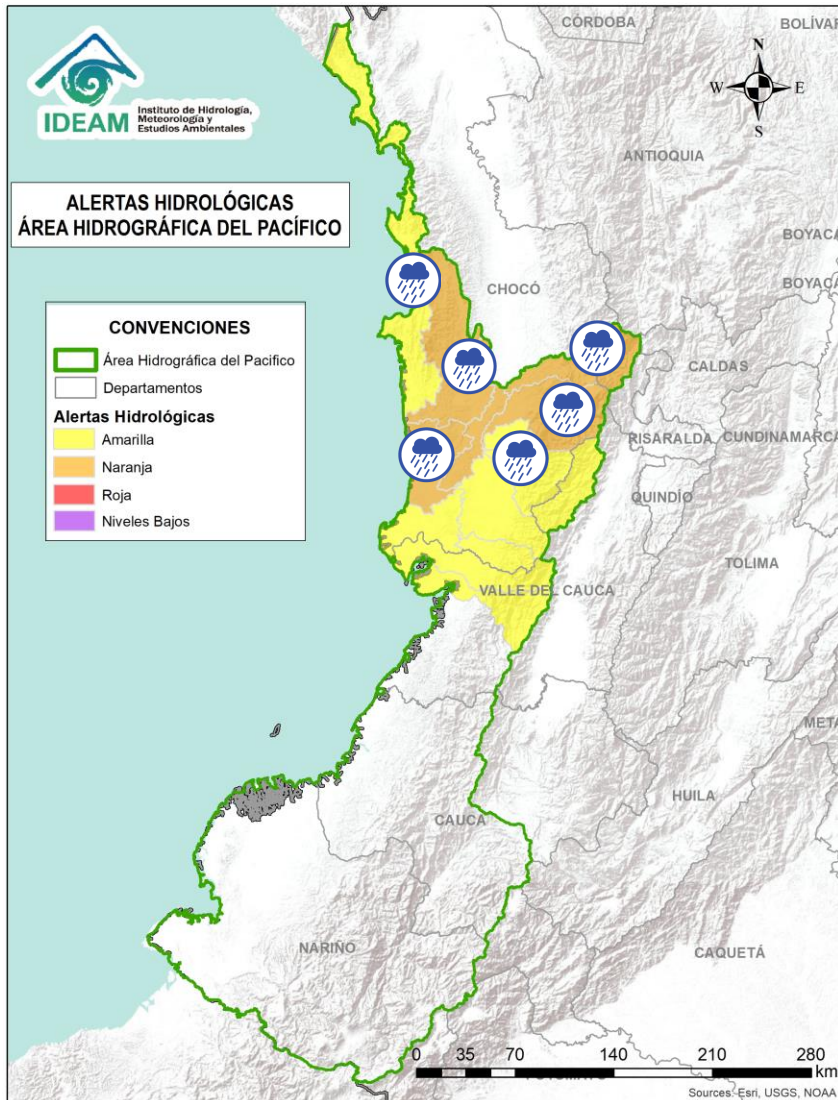 CÓRDOBA
BOLÍVAR
N
W E
S
IDEAM
Instituto de Hidrología,
Meteorología y
Estudios Ambientales
ANTIOQUIA
ALERTAS HIDROLÓGICAS
ÁREA HIDROGRÁFICA DEL PACÍFICO
BOYACÁ
BOYACÁ
CHOCÓ
CONVENCIONES
Área Hidrográfica del Pacifico
Departamentos
Alertas Hidrológicas
Amarilla
Naranja
Roja
Niveles Bajos
CALDAS
RISARALDA
CUNDINAMARCA
QUINDÍO
TOLIMA
VALLE DEL CAUCA
META
HUILA
CAUCA
NARIÑO
CAQUETÁ
0 35 70 140 210 280
km
Sources: Esri, USGS, NOAA